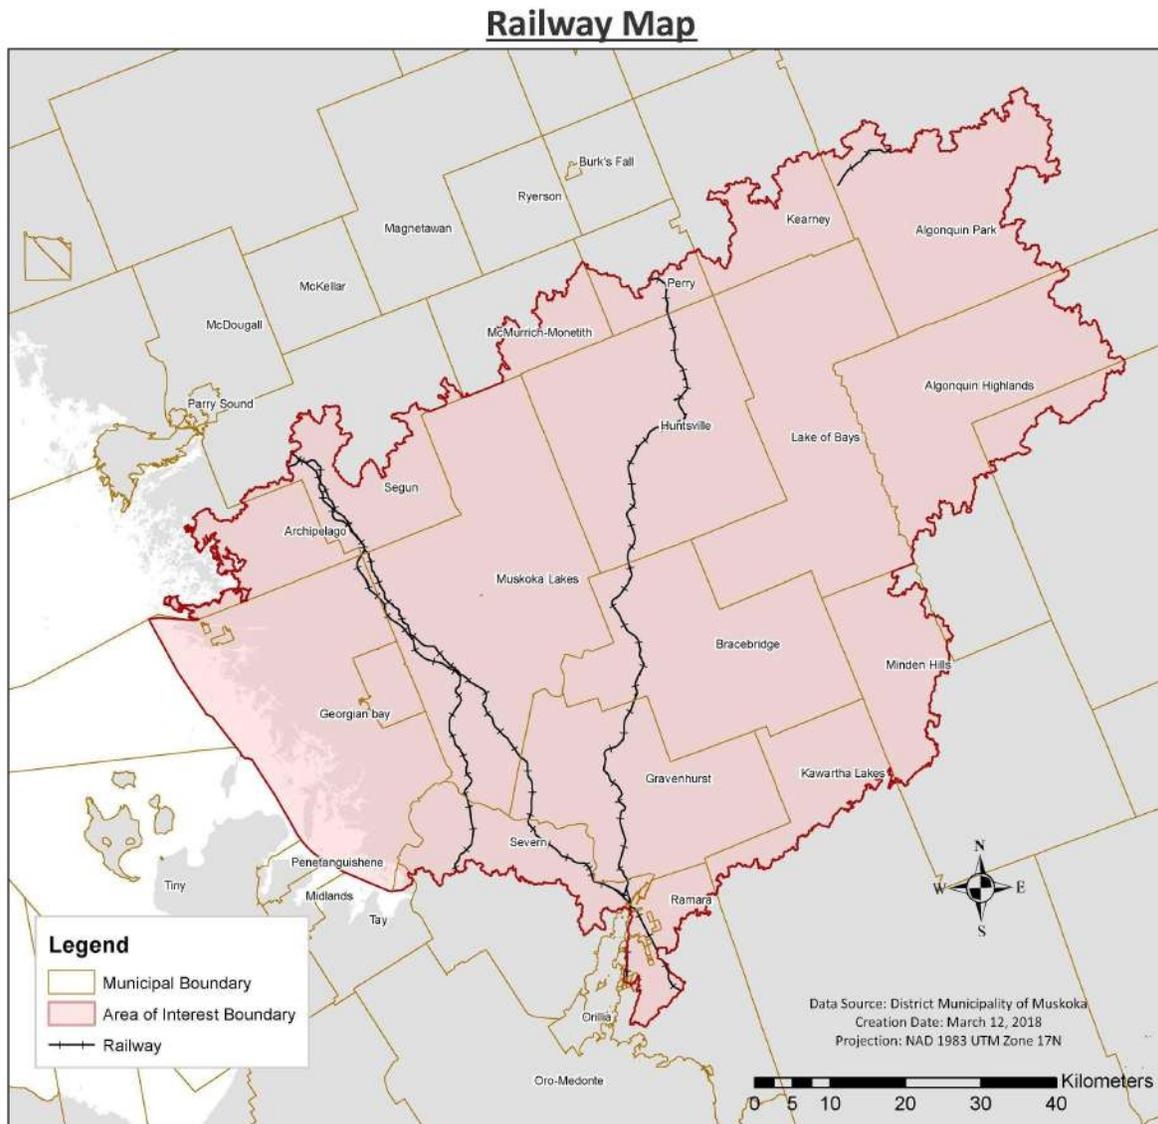 Railway Map
Burk's Fall
Ryerson
Kearney
Magnetawan
Algonquin Park
McKellar
Perry
McDougall
McMurrich-Monetith
Algonquin Highlands
Parry Sound
Huntsville
Lake of Bays
Segun
Archipelago
Muskoka Lakes
Bracebridge
Minden Hills
Georgian bay
Gravenhurst
Kawartha Lakes
Severn
Penetanguishene
Tiny
Midlands
Ramara
Tay
Orillia
Oro-Medonte
N
W
E
S
Legend
Municipal Boundary
Area of Interest Boundary
Railway
Data Source: District Municipality of Muskoka
Creation Date: March 12, 2018
Projection: NAD 1983 UTM Zone 17N
Kilometers
0 5 10 20 30 40